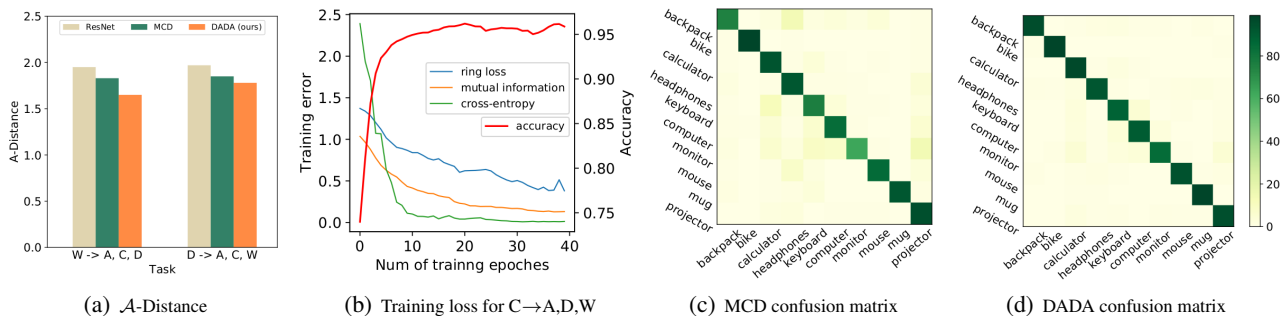 ResNet MCD DADA (ours)
2.5
2.0
1.5
1.0
0.5
0.0
A-Distance
W -> A, C, D D -> A, C, W
Task
(a) A-Distance
2.5
2.0
1.5
1.0
0.5
0.0
Training error
ring loss
mutual information
cross-entropy
accuracy
0.95
0.90
0.85
0.80
0.75
Accuracy
0 10 20 30 40
Num of trainng epoches
(b) Training loss for C→A,D,W
backpack
bike
calculator
headphones
keyboard
computer
monitor
mouse
mug
projector
backpack bike calculator headphones keyboard computer monitor mouse mug projector
(c) MCD confusion matrix
backpack
bike
calculator
headphones
keyboard
computer
monitor
mouse
mug
projector
backpack bike calculator headphones keyboard computer monitor mouse mug projector
80
60
40
20
0
(d) DADA confusion matrix